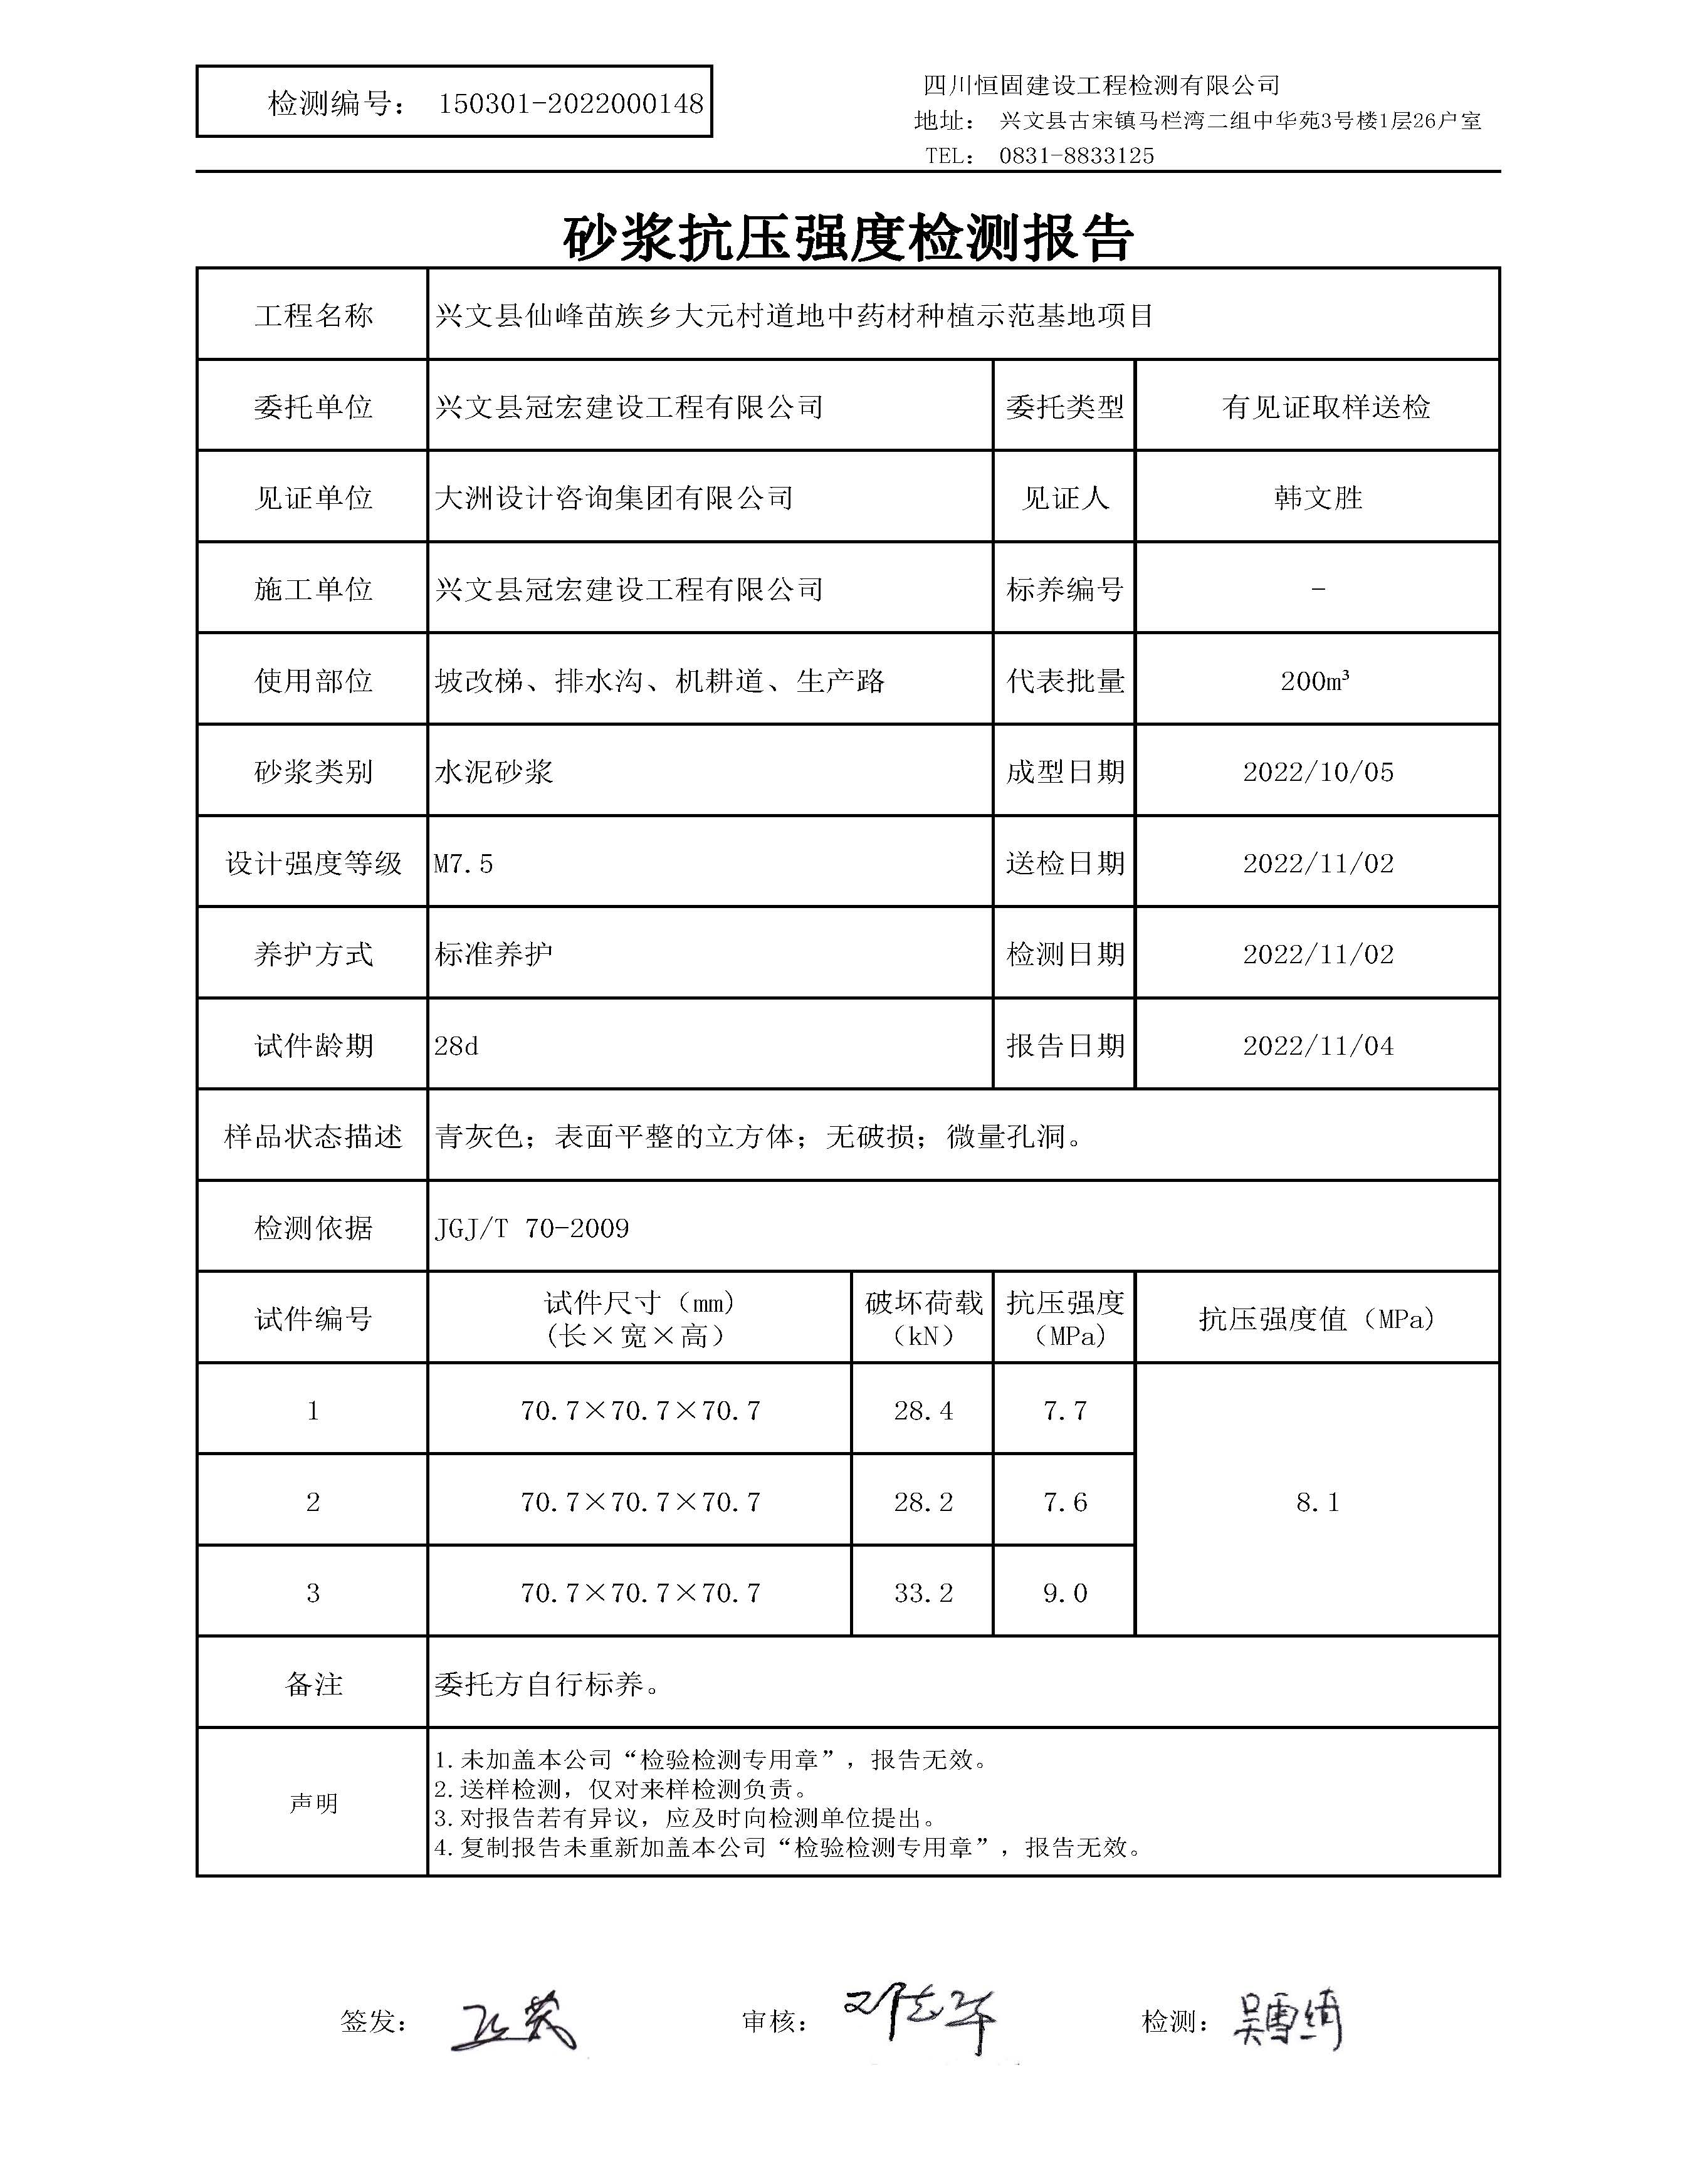 检测编号： 150301-2022000148
四川恒固建设工程检测有限公司
地址： 兴文县古宋镇马栏湾二组中华苑3号楼1层26户室
TEL： 0831-8833125
砂浆抗压强度检测报告
工程名称 兴文县仙峰苗族乡大元村道地中药材种植示范基地项目
委托单位 兴文县冠宏建设工程有限公司 委托类型 有见证取样送检
见证单位 大洲设计咨询集团有限公司 见证人 韩文胜
施工单位 兴文县冠宏建设工程有限公司 标养编号 -
使用部位 坡改梯、排水沟、机耕道、生产路 代表批量 200m³
砂浆类别 水泥砂浆 成型日期 2022/10/05
设计强度等级 M7.5 送检日期 2022/11/02
养护方式 标准养护 检测日期 2022/11/02
试件龄期 28d 报告日期 2022/11/04
样品状态描述 青灰色；表面平整的立方体；无破损；微量孔洞。
检测依据 JGJ/T 70-2009
试件编号 试件尺寸（mm) (长×宽×高） 破坏荷载（kN） 抗压强度（MPa） 抗压强度值（MPa）
1 70.7×70.7×70.7 28.4 7.7
2 70.7×70.7×70.7 28.2 7.6 8.1
3 70.7×70.7×70.7 33.2 9.0
备注 委托方自行标养。
声明
1.未加盖本公司“检验检测专用章”，报告无效。
2.送样检测，仅对来样检测负责。
3.对报告若有异议，应及时向检测单位提出。
4.复制报告未重新加盖本公司“检验检测专用章”，报告无效。
签发： 审核： 检测： 吴雪绮